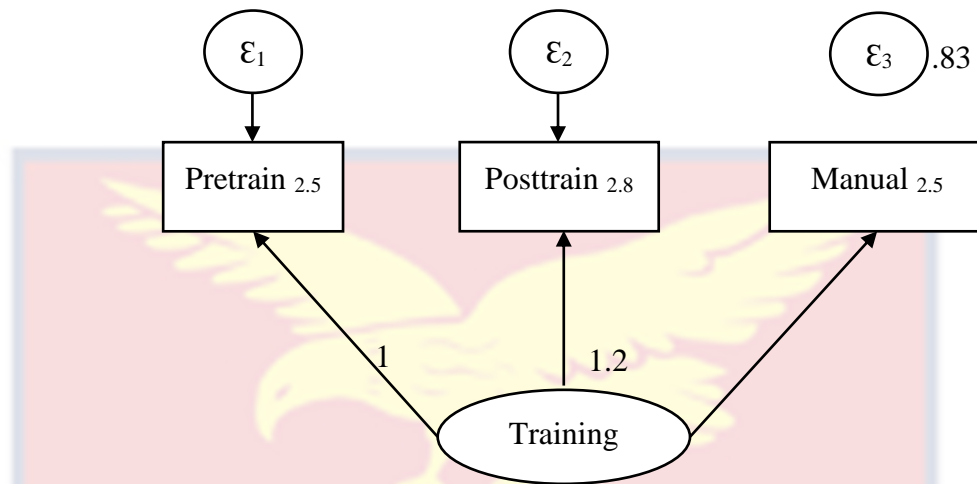 ε1 ε2 ε3 .83
Pretrain 2.5 Posttrain 2.8 Manual 2.5
1 1.2
Training